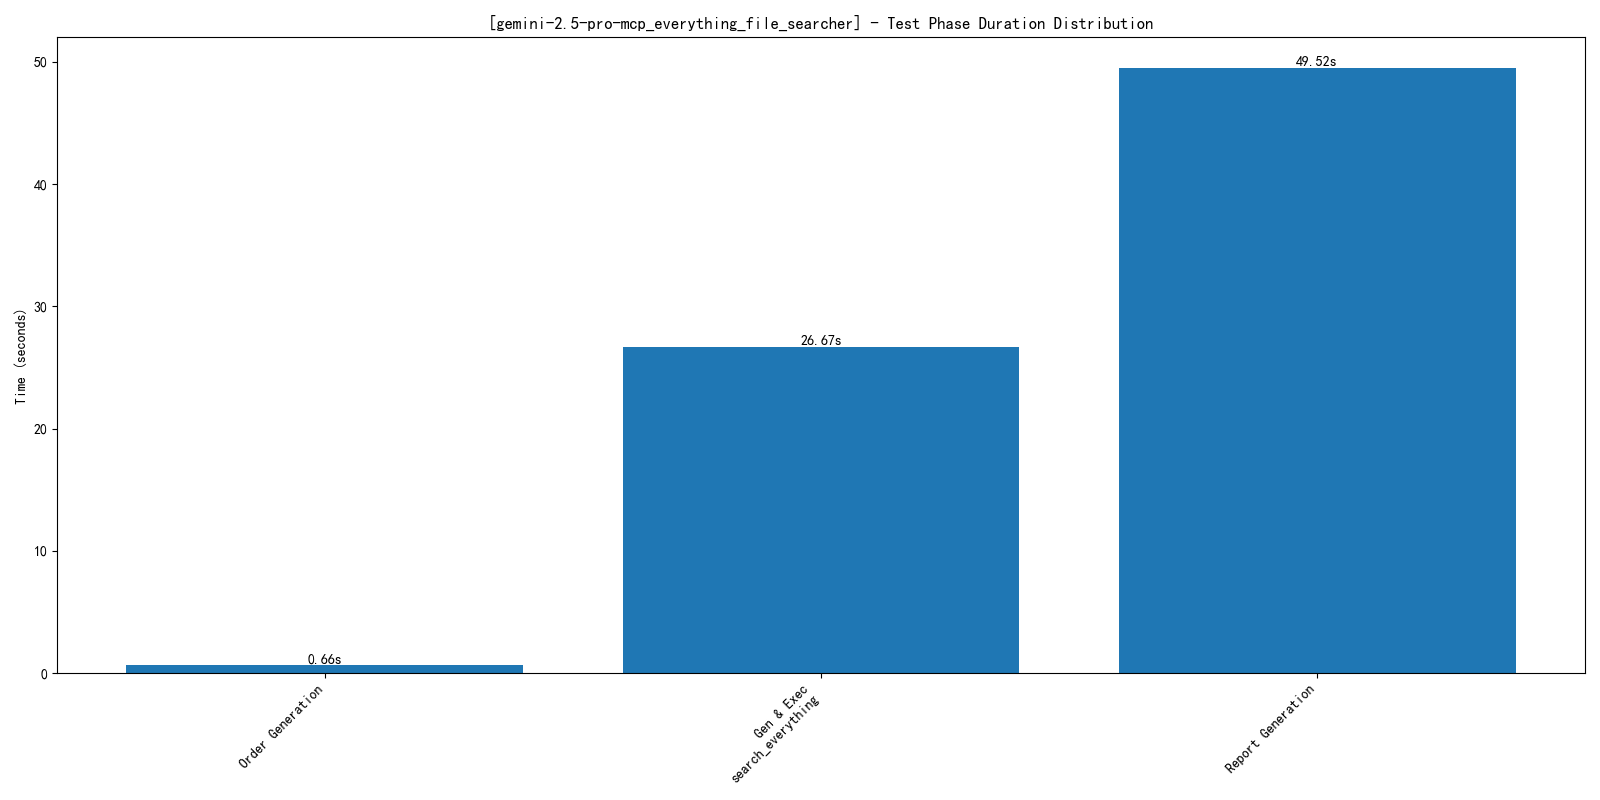 [gemini-2.5-pro-mcp_everything_file_searcher] - Test Phase Duration Distribution
Time (seconds)
50
40
30
20
10
0
0.66s
26.67s
49.52s
Order Generation
Gen & Exec
search_everything
Report Generation